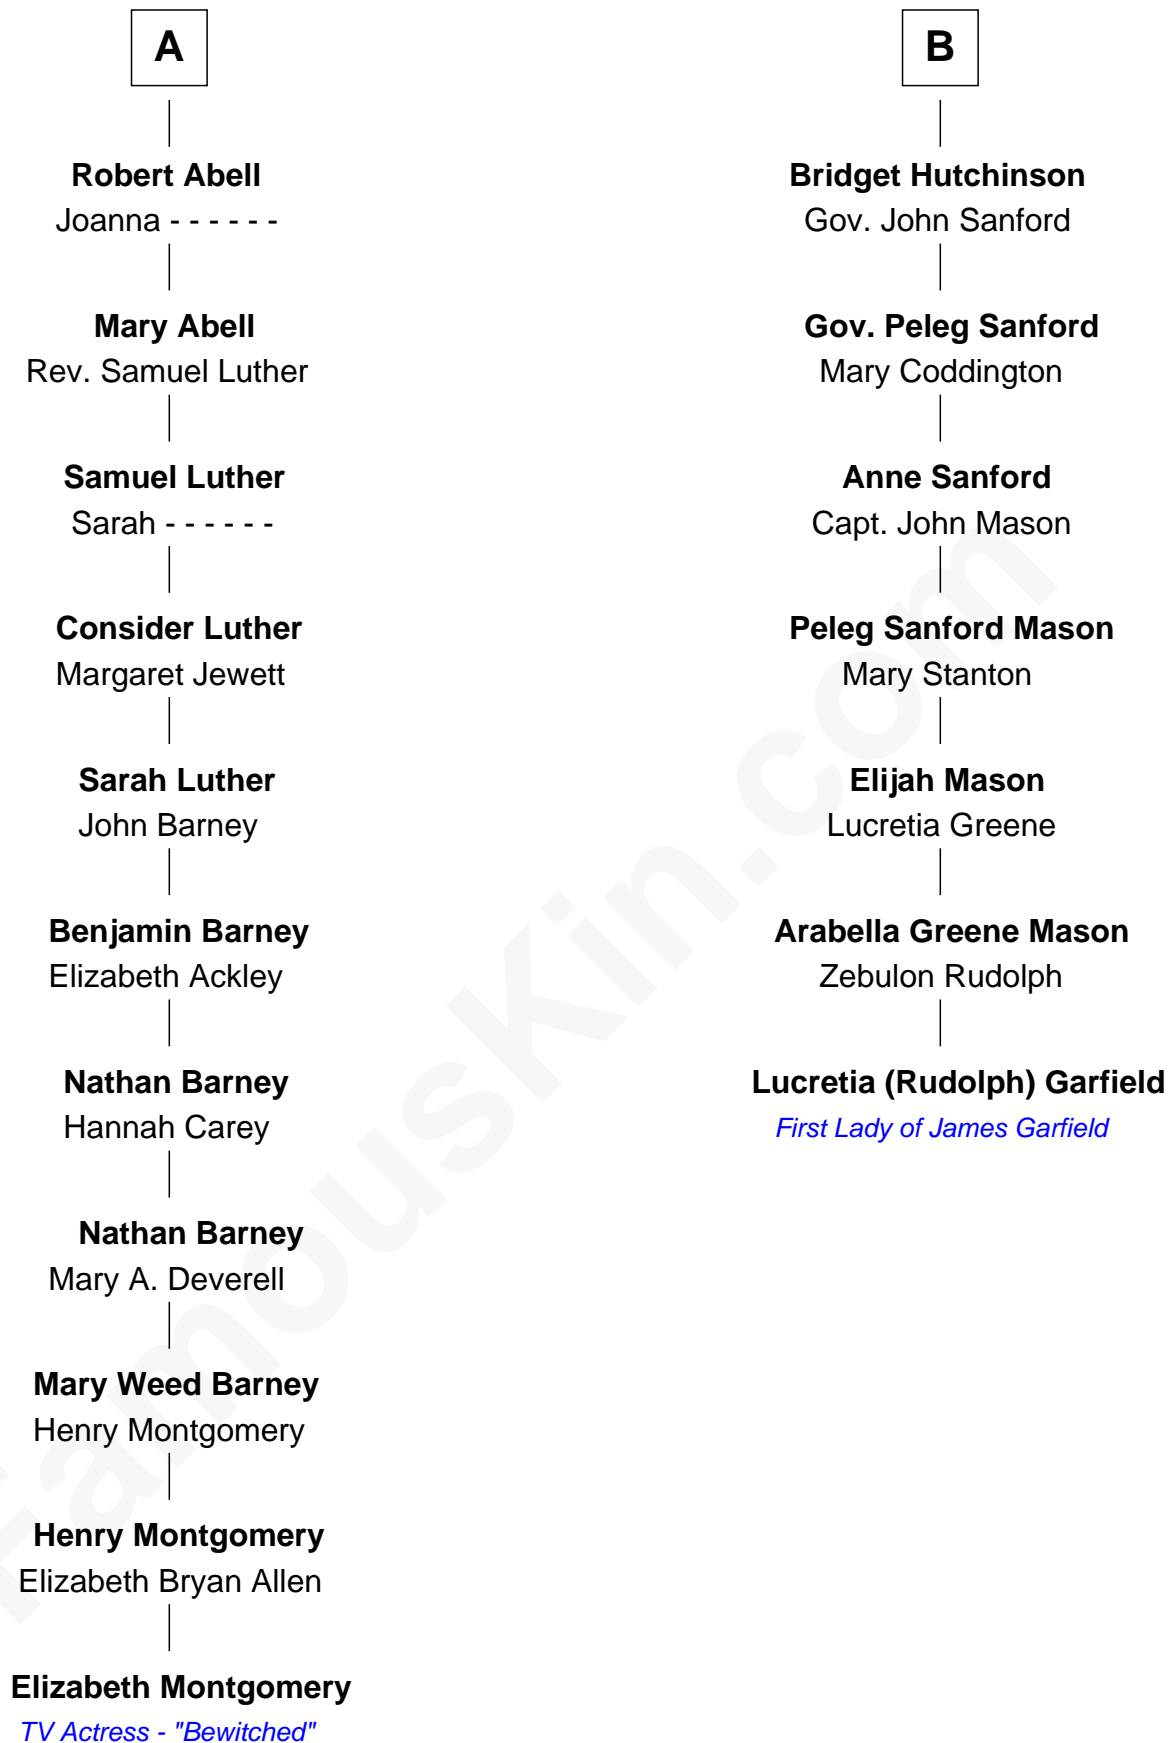 A
Robert Abell
Joanna - - - - - -
Mary Abell
Rev. Samuel Luther
Samuel Luther
Sarah - - - - - -
Consider Luther
Margaret Jewett
Sarah Luther
John Barney
Benjamin Barney
Elizabeth Ackley
Nathan Barney
Hannah Carey
Nathan Barney
Mary A. Deverell
Mary Weed Barney
Henry Montgomery
Henry Montgomery
Elizabeth Bryan Allen
Elizabeth Montgomery
TV Actress - "Bewitched"
B
Bridget Hutchinson
Gov. John Sanford
Gov. Peleg Sanford
Mary Coddington
Anne Sanford
Capt. John Mason
Peleg Sanford Mason
Mary Stanton
Elijah Mason
Lucretia Greene
Arabella Greene Mason
Zebulon Rudolph
Lucretia (Rudolph) Garfield
First Lady of James Garfield
FamousKin.com